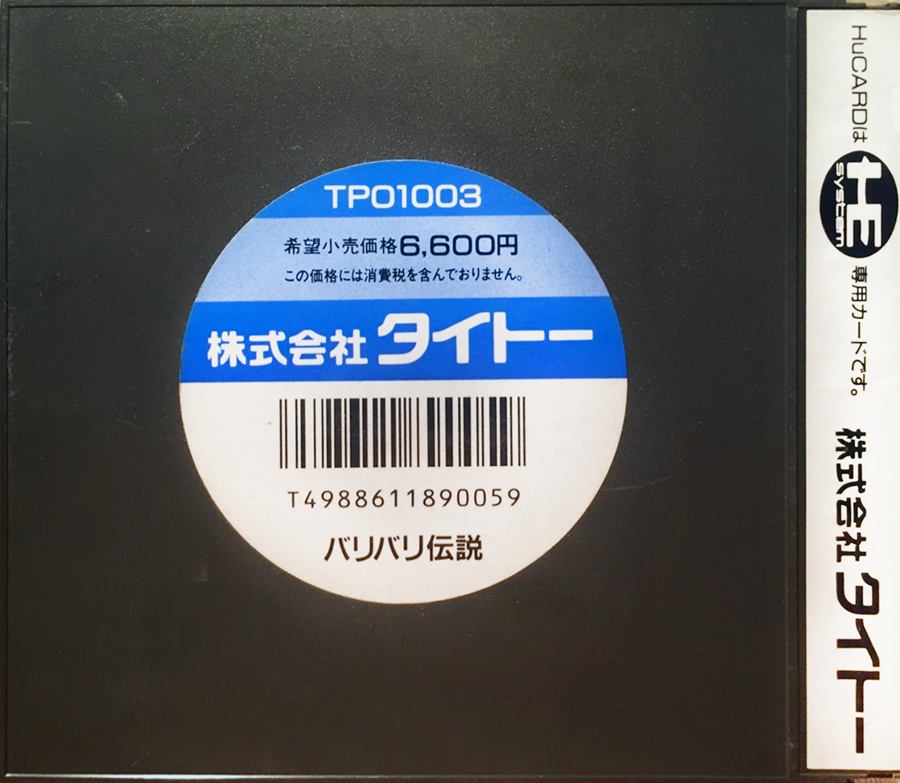 TP01003
希望小売価格6,600円
この価格には消費税を含んでおりません。
株式会社 タイトー
T4988611890059
バリバリ伝説
HuCARDは HE system 専用カードです。 株式会社 タイトー